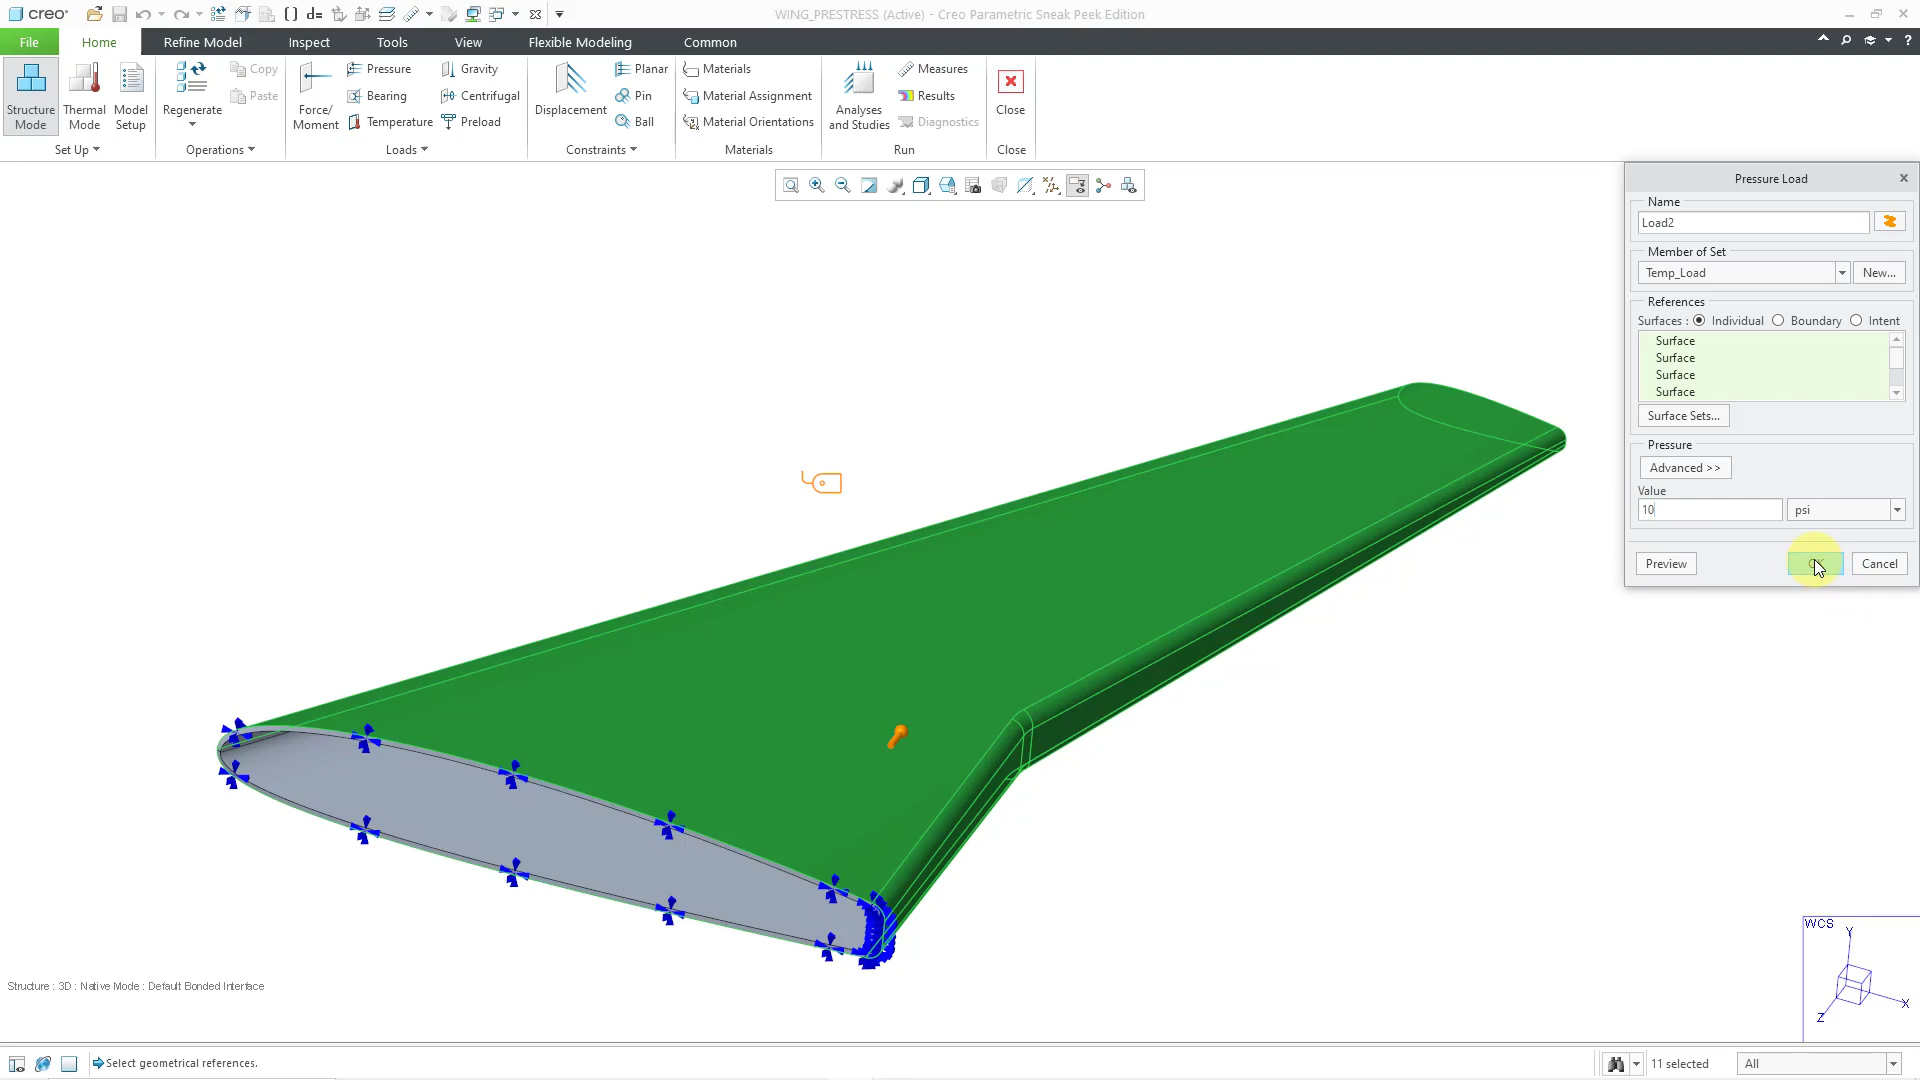 creo d= WING_PRESTRESS (Active) - Creo Parametric Sneak Peek Edition
File Home Refine Model Inspect Tools View Flexible Modeling Common
Structure Mode
Thermal Mode
Model Setup
Set Up
Regenerate
Copy
Paste
Operations
Force/ Moment
Pressure
Bearing
Temperature
Gravity
Centrifugal
Preload
Loads
Displacement
Planar
Pin
Ball
Constraints
Materials
Material Assignment
Material Orientations
Materials
Analyses and Studies
Measures
Results
Diagnostics
Run
Close
Close
Pressure Load
Name
Load2
Member of Set
Temp_Load New...
References
Surfaces : Individual Boundary Intent
Surface
Surface
Surface
Surface
Surface Sets...
Pressure
Advanced >>
Value
10 psi
Preview OK Cancel
WCS
Y
X
Z
Structure : 3D : Native Mode : Default Bonded Interface
Select geometrical references.
11 selected All